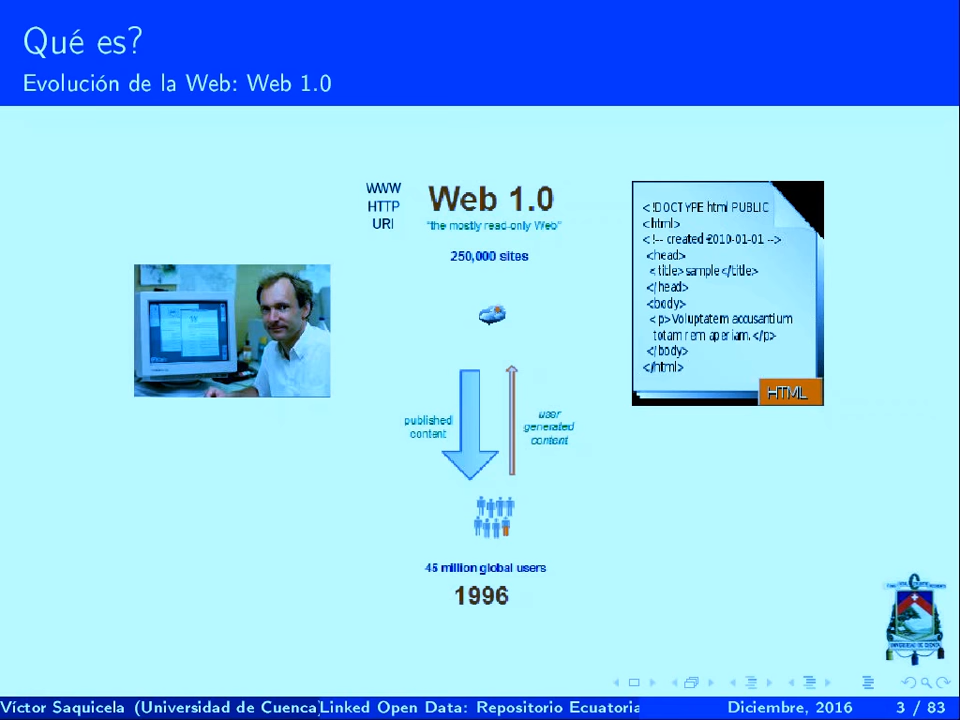 Qué es?
Evolución de la Web: Web 1.0
WWW
HTTP
URI
Web 1.0
"the mostly read-only Web"
250,000 sites
<!DOCTYPE html PUBLIC
<html>
<!-- created 2010-01-01 -->
<head>
<title>sample</title>
</head>
<body>
<p>Voluptatem accusantium
totam rem aperiam.</p>
</body>
</html>
HTML
published
content
user
generated
content
45 million global users
1996
UNIVERSIDAD DE CUENCA
Víctor Saquicela (Universidad de Cuenca)
Linked Open Data: Repositorio Ecuatoria
Diciembre, 2016
3 / 83